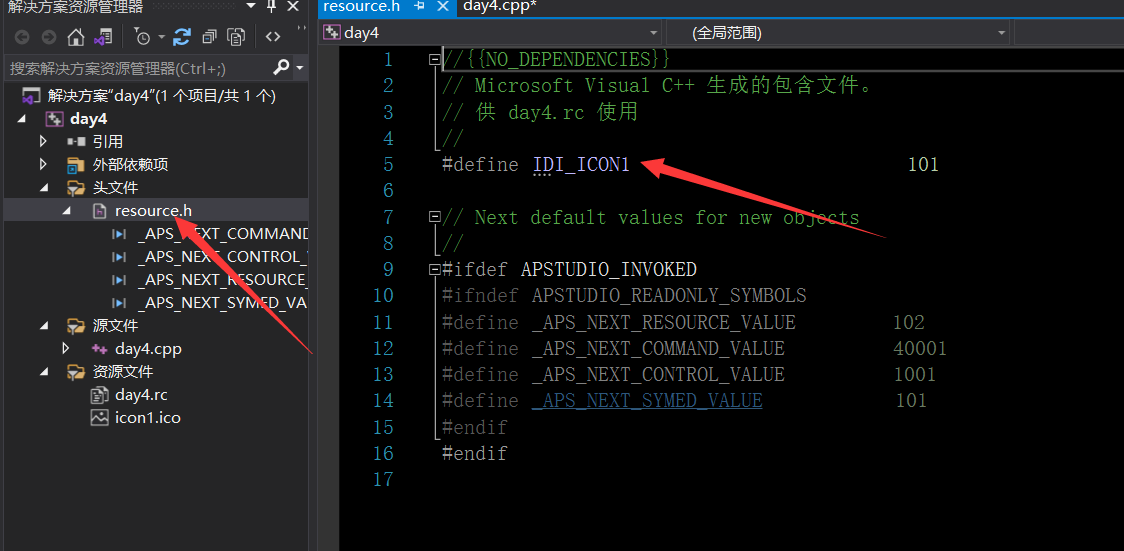 解决方案资源管理器
搜索解决方案资源管理器(Ctrl+;)
解决方案“day4”(1 个项目/共 1 个)
day4
引用
外部依赖项
头文件
resource.h
_APS_NEXT_COMMAND
_APS_NEXT_CONTROL_
_APS_NEXT_RESOURCE_
_APS_NEXT_SYMED_VA
源文件
day4.cpp
资源文件
day4.rc
icon1.ico
resource.h day4.cpp*
day4 (全局范围)
1 //{{NO_DEPENDENCIES}}
2 // Microsoft Visual C++ 生成的包含文件。
3 // 供 day4.rc 使用
4 //
5 #define IDI_ICON1 101
6
7 // Next default values for new objects
8 //
9 #ifdef APSTUDIO_INVOKED
10 #ifndef APSTUDIO_READONLY_SYMBOLS
11 #define _APS_NEXT_RESOURCE_VALUE 102
12 #define _APS_NEXT_COMMAND_VALUE 40001
13 #define _APS_NEXT_CONTROL_VALUE 1001
14 #define _APS_NEXT_SYMED_VALUE 101
15 #endif
16 #endif
17